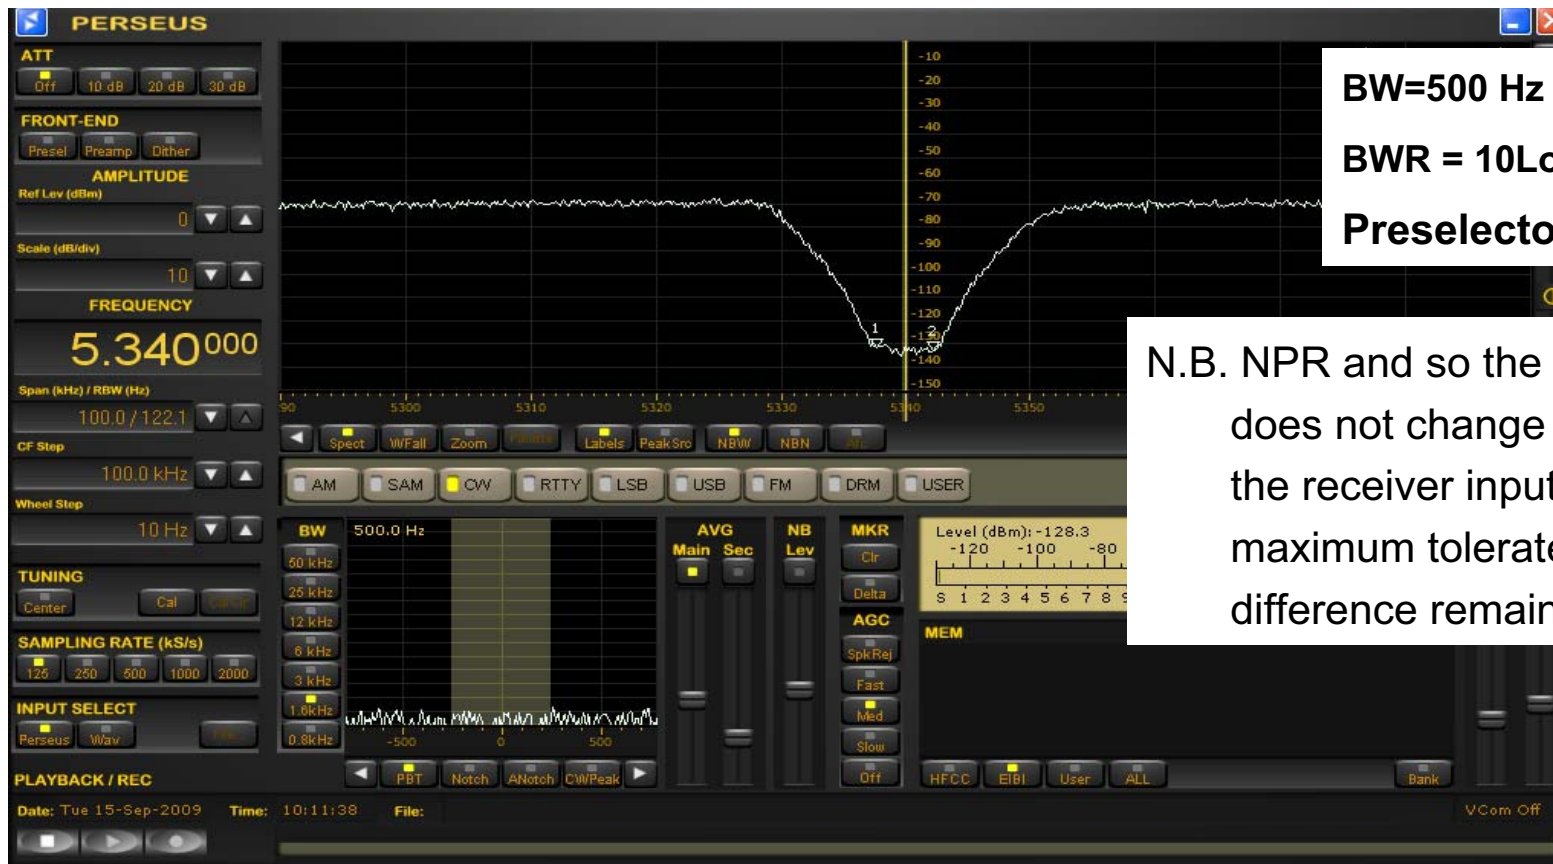 PERSEUS
ATT
Off 10 dB 20 dB 30 dB
FRONT-END
Presel Preamp Dither
AMPLITUDE
Ref Lev (dBm)
0
Scale (dB/div)
10
FREQUENCY
5.340000
Span (kHz) / RBW (Hz)
100.0 / 122.1
CF Step
100.0 kHz
Wheel Step
10 Hz
TUNING
Center Cal
SAMPLING RATE (kS/s)
125 250 500 1000 2000
INPUT SELECT
Perseus Wav
PLAYBACK / REC
Date: Tue 15-Sep-2009 Time: 10:11:38 File:
VCom Off
-10
-20
-30
-40
-50
-60
-70
-80
-90
-100
-110
-120
-130
-140
-150
1 2
90 5300 5310 5320 5330 5340 5350
Spect WFall Zoom Labels PeakSrc NBW NBN
AM SAM CW RTTY LSB USB FM DRM USER
BW
50 kHz
25 kHz
12 kHz
6 kHz
3 kHz
1.6kHz
0.8kHz
500.0 Hz
-500 0 500
PBT Notch ANotch CWPeak
AVG
Main Sec
NB
Lev
MKR
Clr
Delta
AGC
SpkRej
Fast
Med
Slow
Off
Level (dBm): -128.3
-120 -100 -80
S 1 2 3 4 5 6 7 8 9
MEM
HFCC EIBI User ALL Bank
BW=500 Hz
BWR = 10Lo
Preselecto
N.B. NPR and so the
does not change
the receiver input
maximum tolerate
difference remain